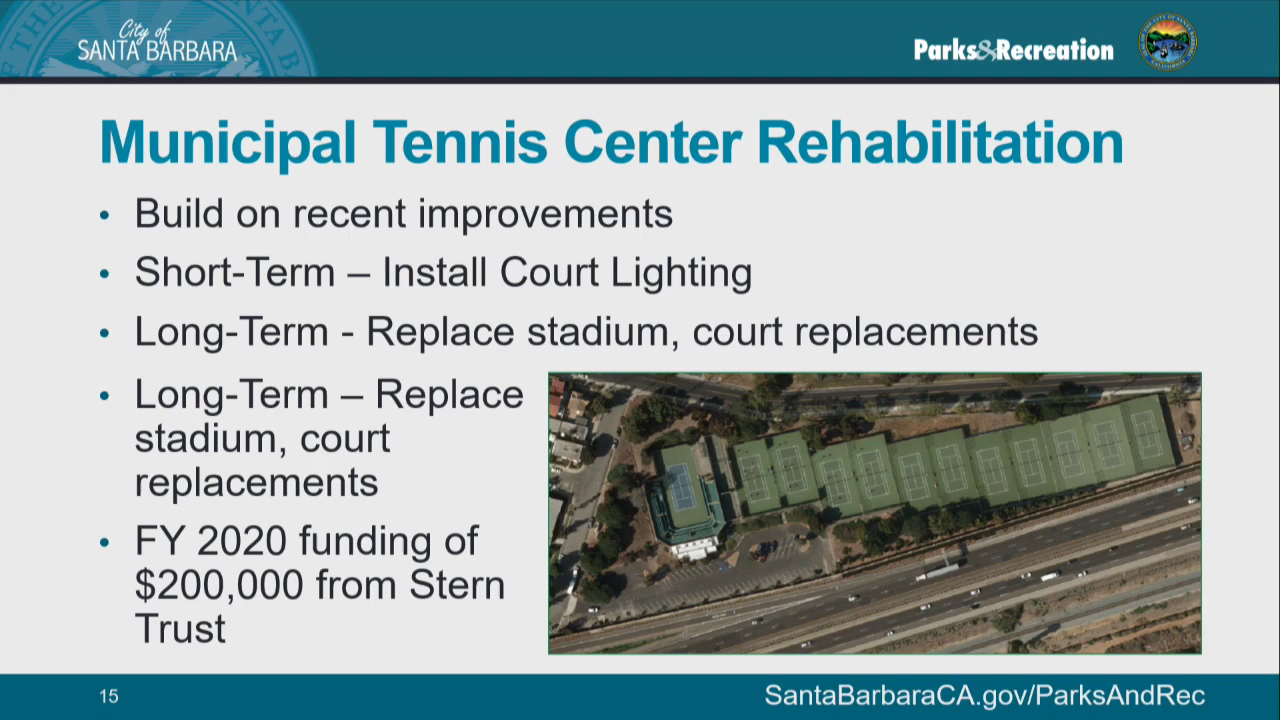 City of
SANTA BARBARA
Parks&Recreation
Municipal Tennis Center Rehabilitation
• Build on recent improvements
• Short-Term – Install Court Lighting
• Long-Term - Replace stadium, court replacements
• Long-Term – Replace
stadium, court
replacements
• FY 2020 funding of
$200,000 from Stern
Trust
15
SantaBarbaraCA.gov/ParksAndRec